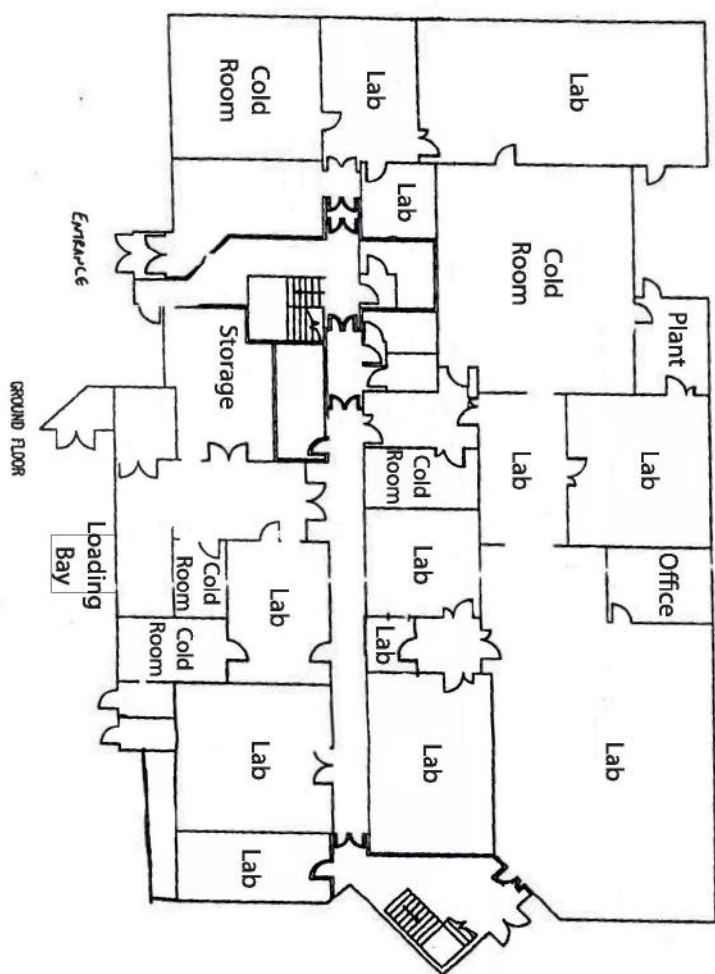 Plant
Office
Lab
Lab
Lab
Cold
Room
Lab
Lab
Lab
Cold
Room
Lab
Lab
Lab
Cold
Room
Lab
Lab
Lab
Storage
Cold
Room
Cold
Room
ENTRANCE
Loading
Bay
GROUND FLOOR